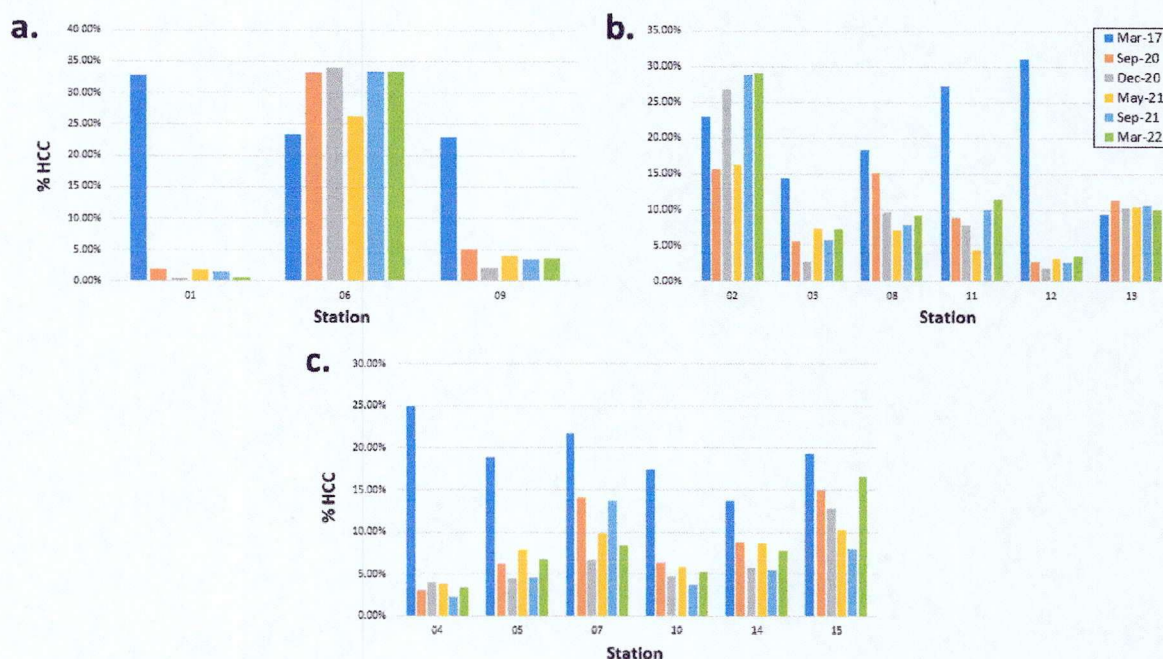 a.
40.00%
35.00%
30.00%
25.00%
20.00%
15.00%
10.00%
5.00%
0.00%
% HCC
01 06 09
Station
b.
35.00%
30.00%
25.00%
20.00%
15.00%
10.00%
5.00%
0.00%
02 03 08 11 12 13
Station
Mar-17
Sep-20
Dec-20
May-21
Sep-21
Mar-22
c.
30.00%
25.00%
20.00%
15.00%
10.00%
5.00%
0.00%
% HCC
04 05 07 10 14 15
Station